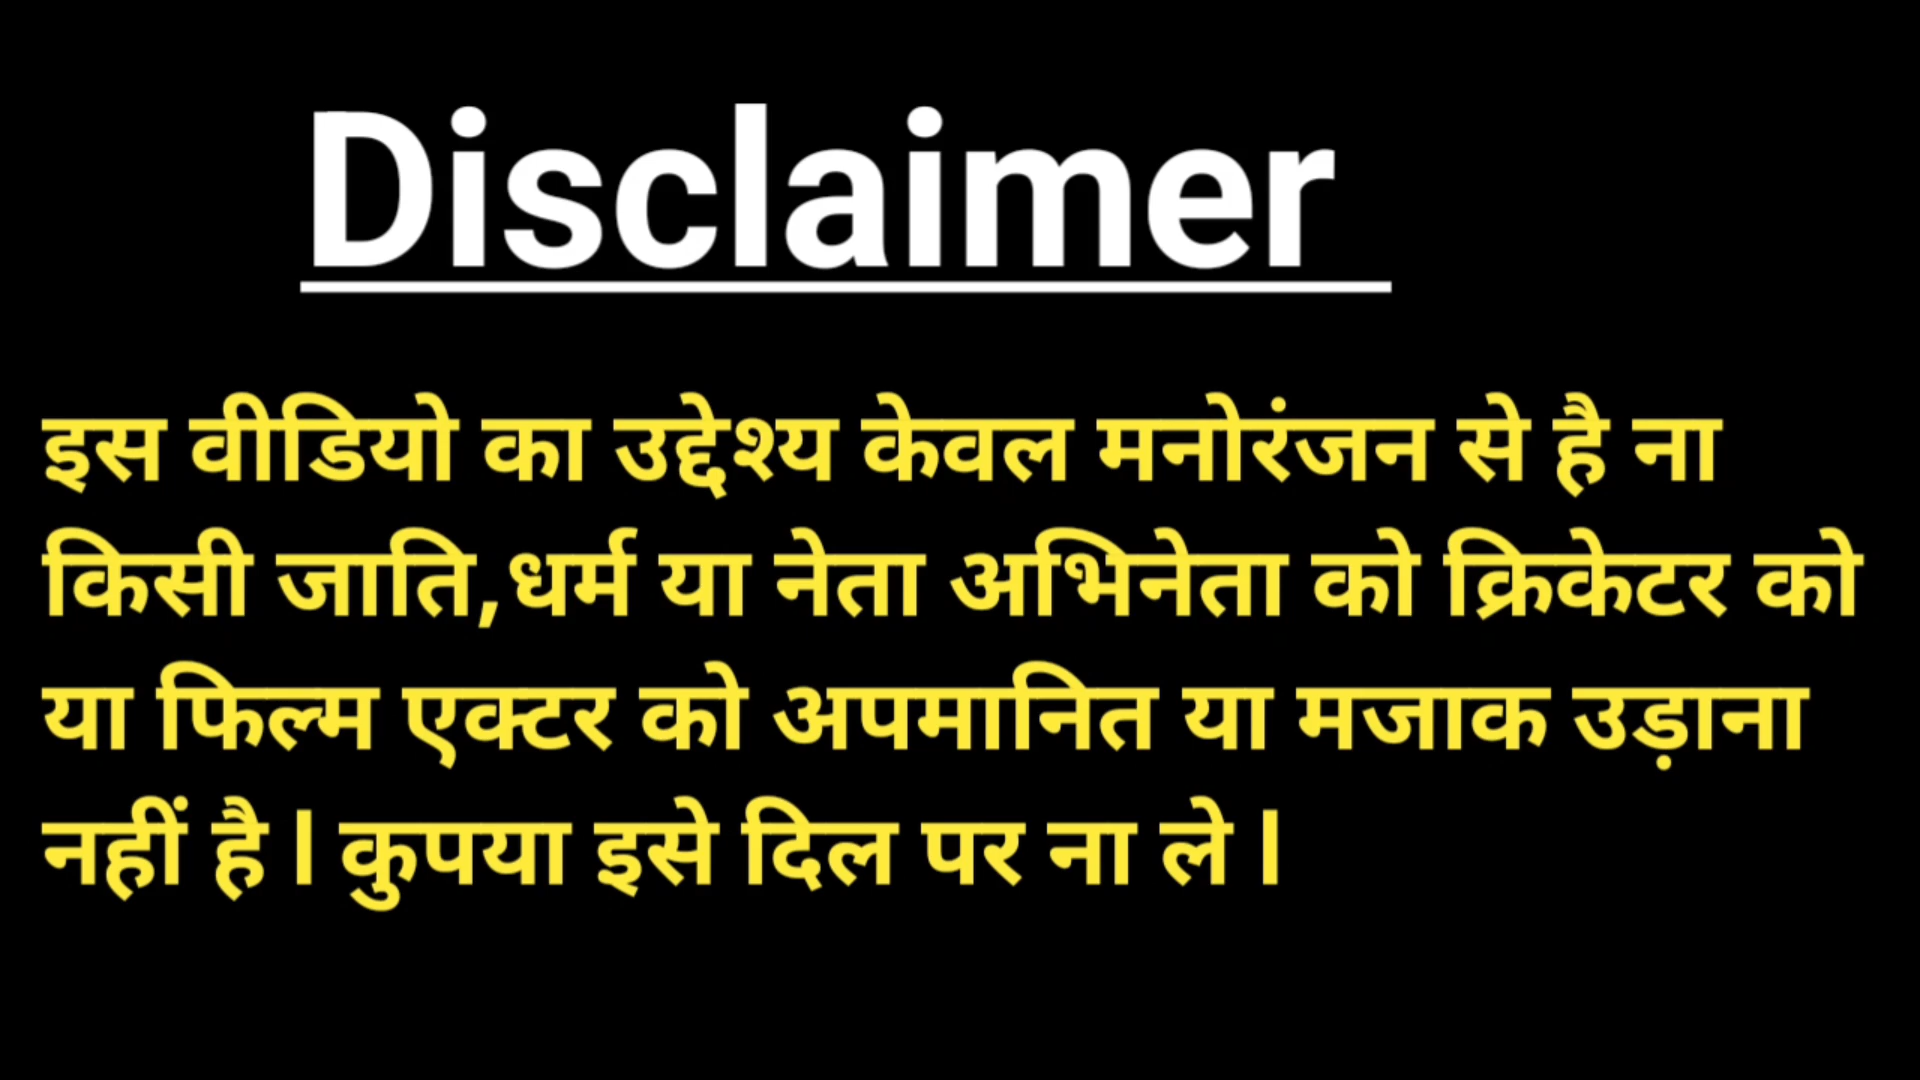 Disclaimer
इस वीडियो का उद्देश्य केवल मनोरंजन से है ना
किसी जाति,धर्म या नेता अभिनेता को क्रिकेटर को
या फिल्म एक्टर को अपमानित या मजाक उड़ाना
नहीं है l कुपया इसे दिल पर ना ले l